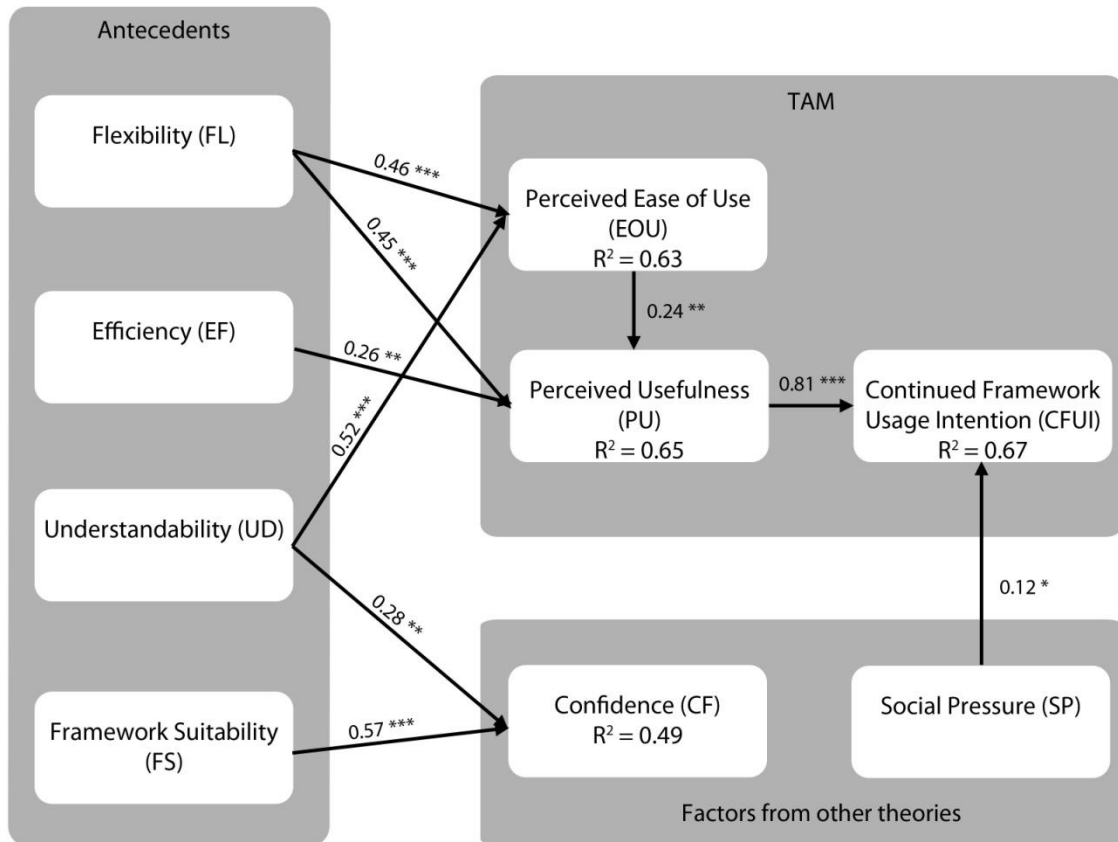 Antecedents
Flexibility (FL)
Efficiency (EF)
Understandability (UD)
Framework Suitability
(FS)
0.46 ***
0.45 ***
0.26 **
0.52 ***
0.28 **
0.57 ***
TAM
Perceived Ease of Use
(EOU)
R² = 0.63
0.24 **
Perceived Usefulness
(PU)
R² = 0.65
0.81 ***
Continued Framework
Usage Intention (CFUI)
R² = 0.67
0.12 *
Confidence (CF)
R² = 0.49
Social Pressure (SP)
Factors from other theories